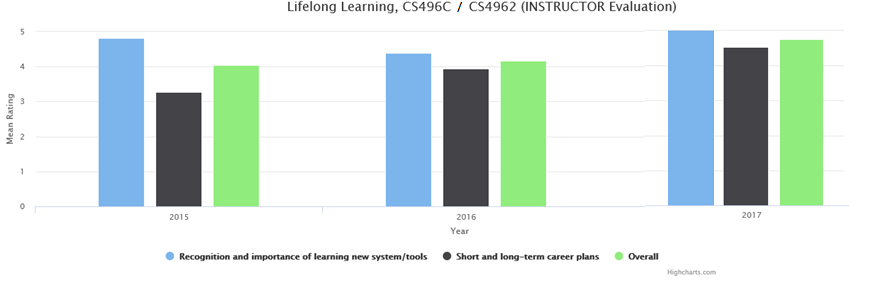 Lifelong Learning, CS496C / CS4962 (INSTRUCTOR Evaluation)
5
4
3
2
1
0
Mean Rating
2015
2016
2017
Year
Recognition and importance of learning new system/tools
Short and long-term career plans
Overall
Highcharts.com